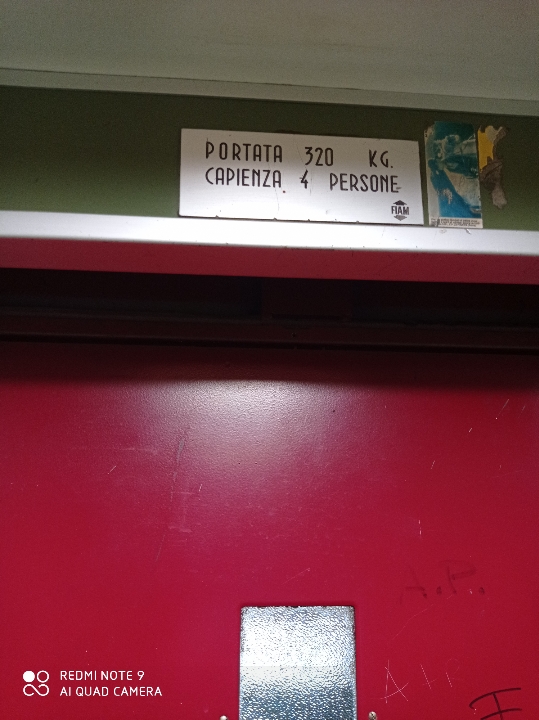 PORTATA 320 KG.
CAPIENZA 4 PERSONE
FIAM
A.F.
REDMI NOTE 9
AI QUAD CAMERA